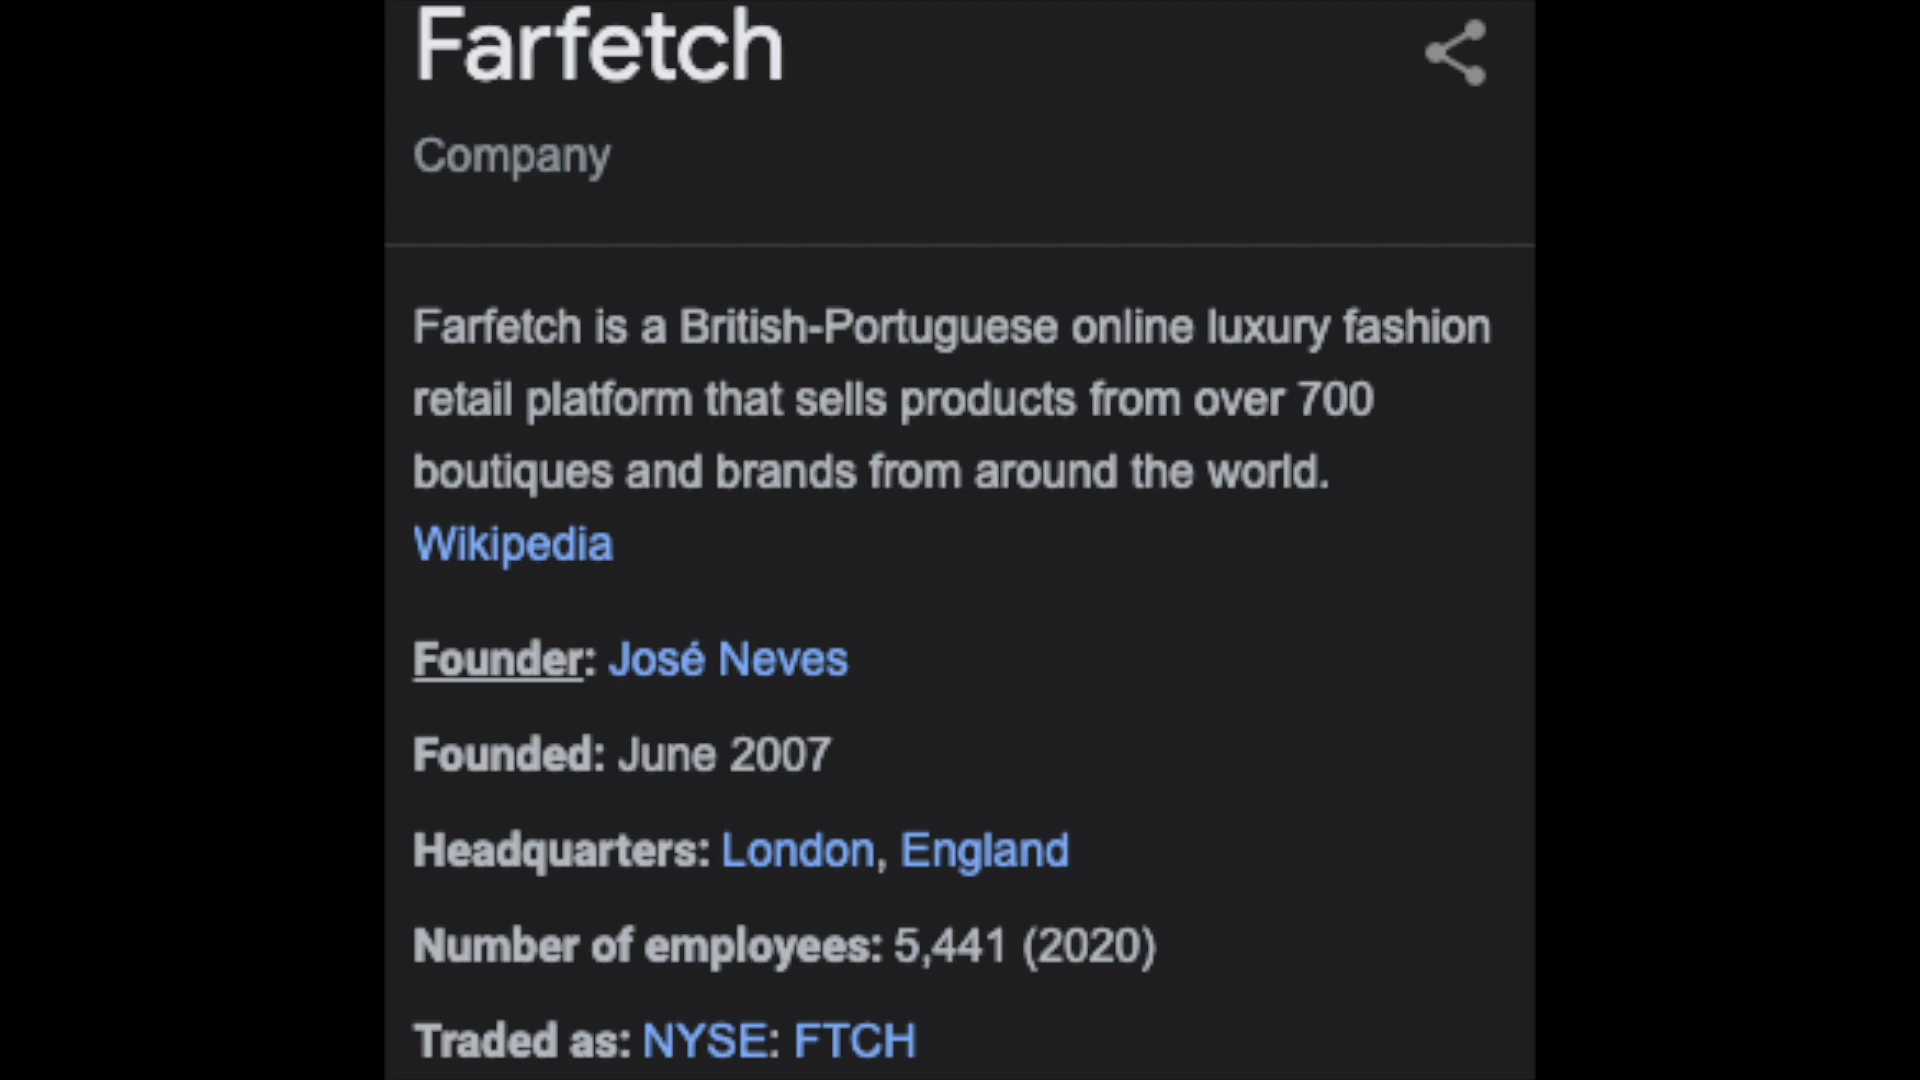 Farfetch
Company
Farfetch is a British-Portuguese online luxury fashion
retail platform that sells products from over 700
boutiques and brands from around the world.
Wikipedia
Founder: José Neves
Founded: June 2007
Headquarters: London, England
Number of employees: 5,441 (2020)
Traded as: NYSE: FTCH